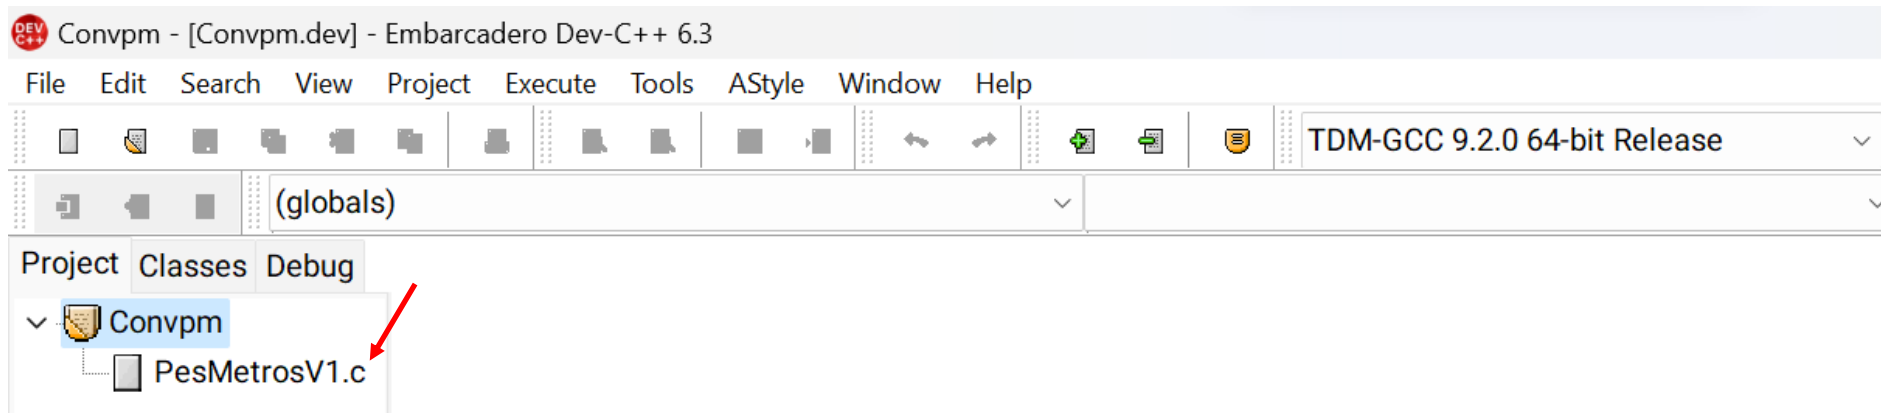 DEV C++ Convpm - [Convpm.dev] - Embarcadero Dev-C++ 6.3
File Edit Search View Project Execute Tools AStyle Window Help
TDM-GCC 9.2.0 64-bit Release
(globals)
Project Classes Debug
Convpm
PesMetrosV1.c